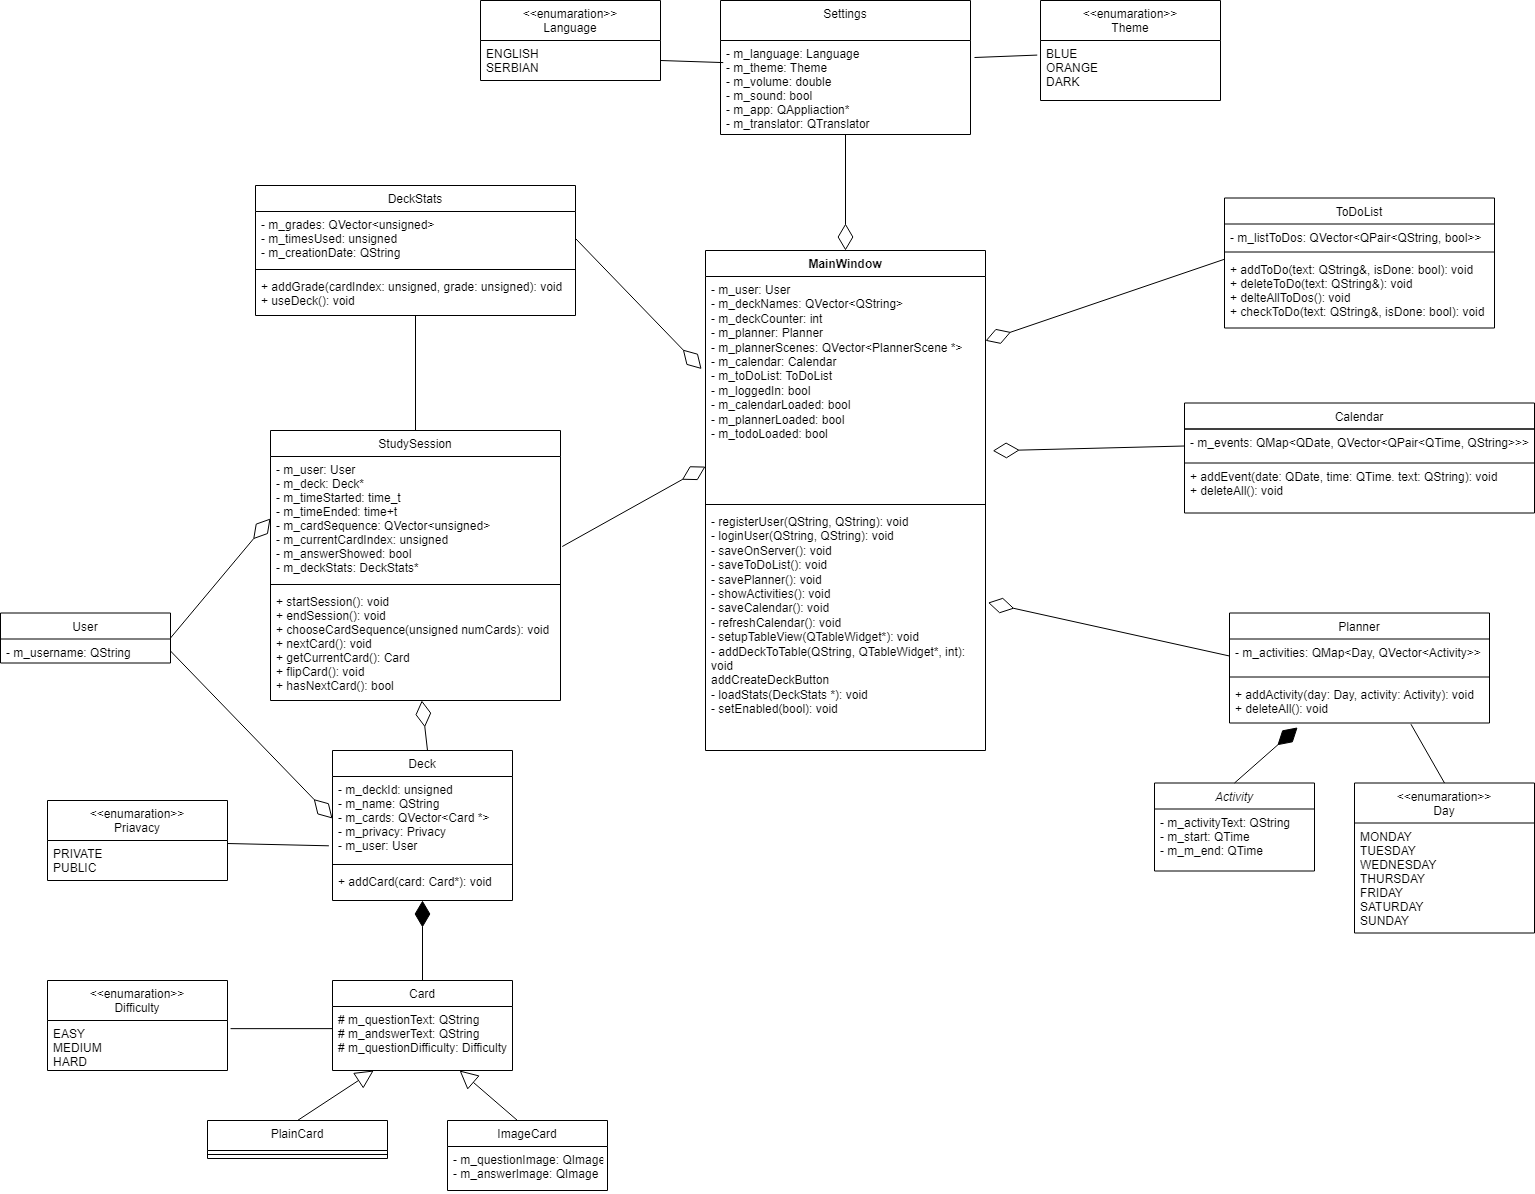 <<enumaration>>
Language
ENGLISH
SERBIAN
Settings
- m_language: Language
- m_theme: Theme
- m_volume: double
- m_sound: bool
- m_app: QAppliaction*
- m_translator: QTranslator
<<enumaration>>
Theme
BLUE
ORANGE
DARK
DeckStats
- m_grades: QVector<unsigned>
- m_timesUsed: unsigned
- m_creationDate: QString
+ addGrade(cardIndex: unsigned, grade: unsigned): void
+ useDeck(): void
MainWindow
- m_user: User
- m_deckNames: QVector<QString>
- m_deckCounter: int
- m_planner: Planner
- m_plannerScenes: QVector<PlannerScene *>
- m_calendar: Calendar
- m_toDoList: ToDoList
- m_loggedIn: bool
- m_calendarLoaded: bool
- m_plannerLoaded: bool
- m_todoLoaded: bool
- registerUser(QString, QString): void
- loginUser(QString, QString): void
- saveOnServer(): void
- saveToDoList(): void
- savePlanner(): void
- showActivities(): void
- saveCalendar(): void
- refreshCalendar(): void
- setupTableView(QTableWidget*): void
- addDeckToTable(QString, QTableWidget*, int):
void
addCreateDeckButton
- loadStats(DeckStats *): void
- setEnabled(bool): void
ToDoList
- m_listToDos: QVector<QPair<QString, bool>>
+ addToDo(text: QString&, isDone: bool): void
+ deleteToDo(text: QString&): void
+ delteAllToDos(): void
+ checkToDo(text: QString&, isDone: bool): void
Calendar
- m_events: QMap<QDate, QVector<QPair<QTime, QString>>>
+ addEvent(date: QDate, time: QTime. text: QString): void
+ deleteAll(): void
StudySession
- m_user: User
- m_deck: Deck*
- m_timeStarted: time_t
- m_timeEnded: time+t
- m_cardSequence: QVector<unsigned>
- m_currentCardIndex: unsigned
- m_answerShowed: bool
- m_deckStats: DeckStats*
+ startSession(): void
+ endSession(): void
+ chooseCardSequence(unsigned numCards): void
+ nextCard(): void
+ getCurrentCard(): Card
+ flipCard(): void
+ hasNextCard(): bool
User
- m_username: QString
Planner
- m_activities: QMap<Day, QVector<Activity>>
+ addActivity(day: Day, activity: Activity): void
+ deleteAll(): void
Activity
- m_activityText: QString
- m_start: QTime
- m_m_end: QTime
<<enumaration>>
Day
MONDAY
TUESDAY
WEDNESDAY
THURSDAY
FRIDAY
SATURDAY
SUNDAY
Deck
- m_deckId: unsigned
- m_name: QString
- m_cards: QVector<Card *>
- m_privacy: Privacy
- m_user: User
+ addCard(card: Card*): void
<<enumaration>>
Priavacy
PRIVATE
PUBLIC
<<enumaration>>
Difficulty
EASY
MEDIUM
HARD
Card
# m_questionText: QString
# m_andswerText: QString
# m_questionDifficulty: Difficulty
PlainCard
ImageCard
- m_questionImage: QImage
- m_answerImage: QImage